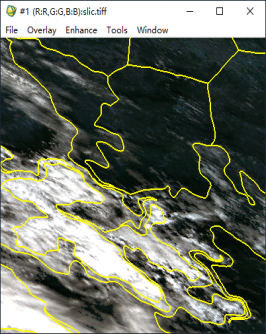 #1 (R:R,G:G,B:B):slic.tiff
File Overlay Enhance Tools Window